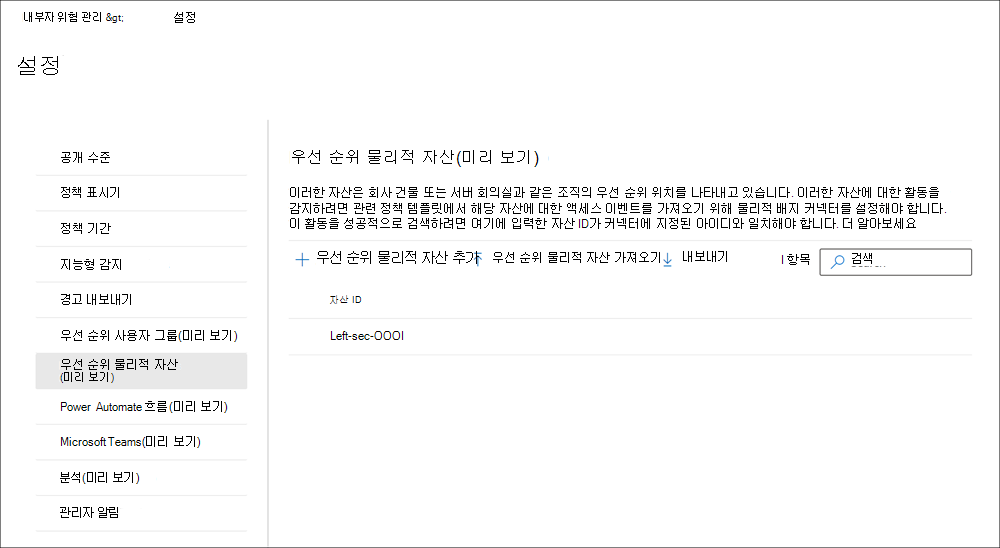 내부자 위험 관리 &gt; 설정
설정
공개 수준
정책 표시기
정책 기간
지능형 감지
경고 내보내기
우선 순위 사용자 그룹(미리 보기)
우선 순위 물리적 자산
(미리 보기)
Power Automate 흐름(미리 보기)
Microsoft Teams(미리 보기)
분석(미리 보기)
관리자 알림
우선 순위 물리적 자산(미리 보기)
이러한 자산은 회사 건물 또는 서버 회의실과 같은 조직의 우선 순위 위치를 나타내고 있습니다. 이러한 자산에 대한 활동을
감지하려면 관련 정책 템플릿에서 해당 자산에 대한 액세스 이벤트를 가져오기 위해 물리적 배지 커넥터를 설정해야 합니다.
이 활동을 성공적으로 검색하려면 여기에 입력한 자산 ID가 커넥터에 지정된 아이디와 일치해야 합니다. 더 알아보세요
우선 순위 물리적 자산 추가 우선 순위 물리적 자산 가져오기 내보내기 I 항목 검색
자산 ID
Left-sec-OOOI